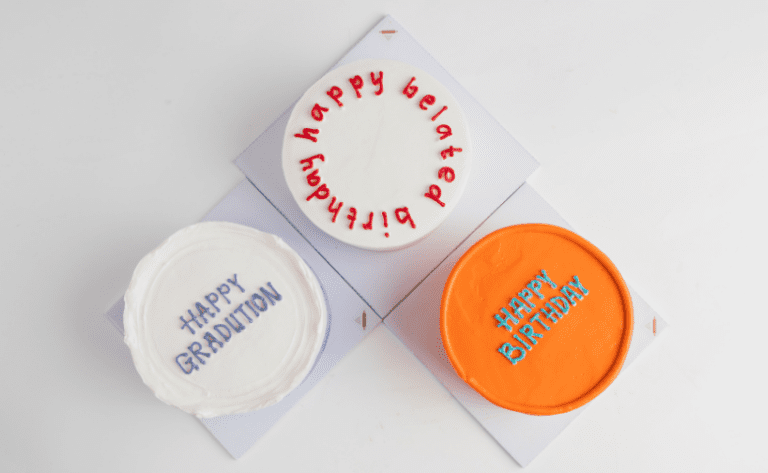 happy belated birthday
HAPPY
GRADUTION
HAPPY
BIRTHDAY